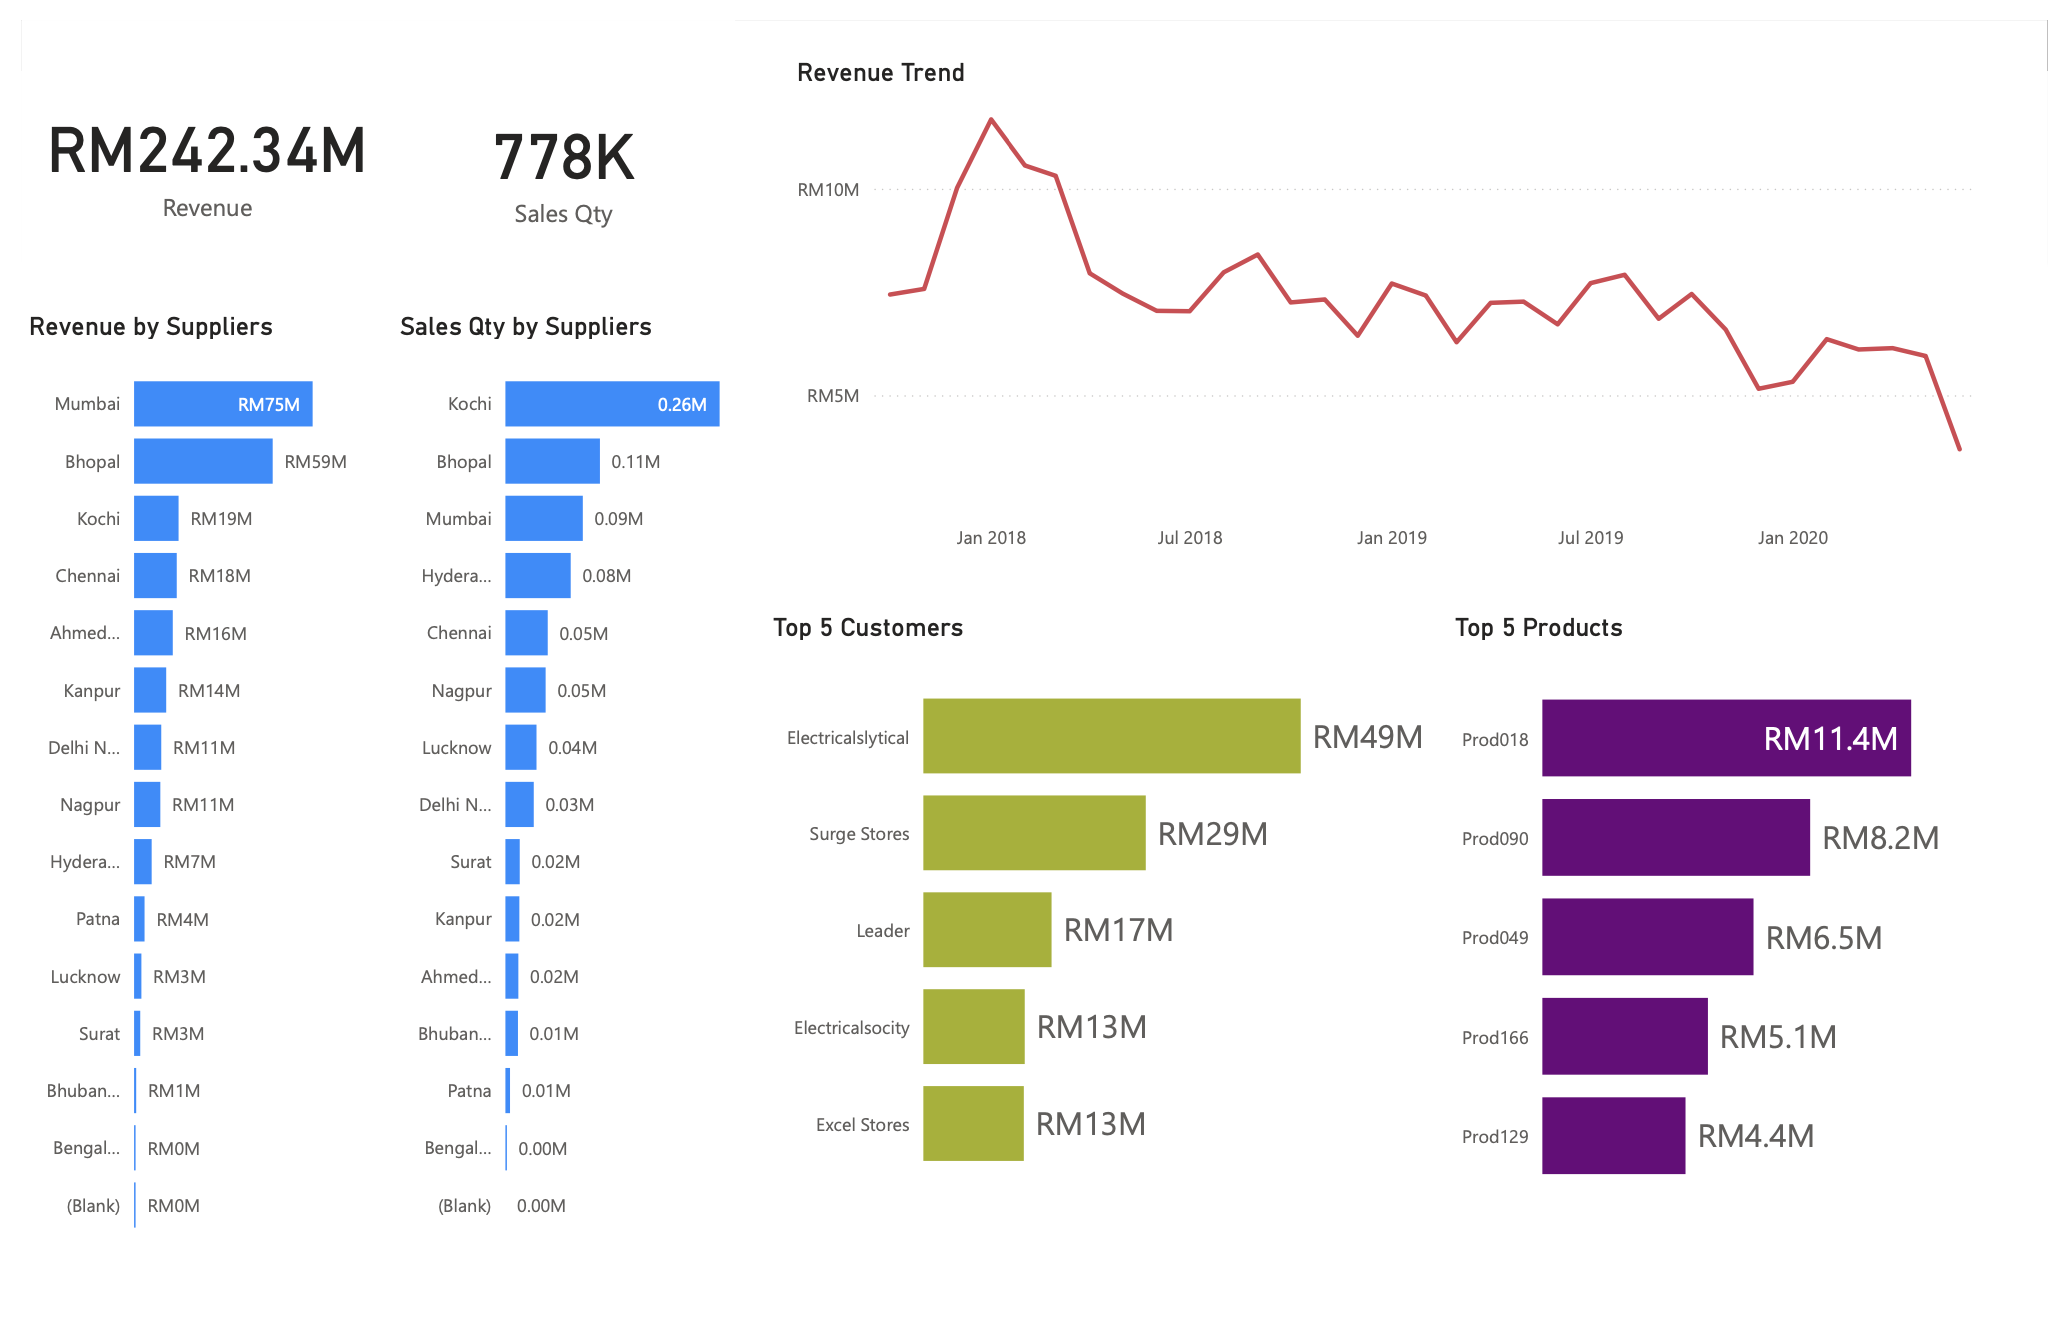 RM242.34M
Revenue
778K
Sales Qty
Revenue by Suppliers
Mumbai RM75M
Bhopal RM59M
Kochi RM19M
Chennai RM18M
Ahmed... RM16M
Kanpur RM14M
Delhi N... RM11M
Nagpur RM11M
Hydera... RM7M
Patna RM4M
Lucknow RM3M
Surat RM3M
Bhuban... RM1M
Bengal... RM0M
(Blank) RM0M
Sales Qty by Suppliers
Kochi 0.26M
Bhopal 0.11M
Mumbai 0.09M
Hydera... 0.08M
Chennai 0.05M
Nagpur 0.05M
Lucknow 0.04M
Delhi N... 0.03M
Surat 0.02M
Kanpur 0.02M
Ahmed... 0.02M
Bhuban... 0.01M
Patna 0.01M
Bengal... 0.00M
(Blank) 0.00M
Revenue Trend
RM10M
RM5M
Jan 2018 Jul 2018 Jan 2019 Jul 2019 Jan 2020
Top 5 Customers
Electricalslytical RM49M
Surge Stores RM29M
Leader RM17M
Electricalsocity RM13M
Excel Stores RM13M
Top 5 Products
Prod018 RM11.4M
Prod090 RM8.2M
Prod049 RM6.5M
Prod166 RM5.1M
Prod129 RM4.4M